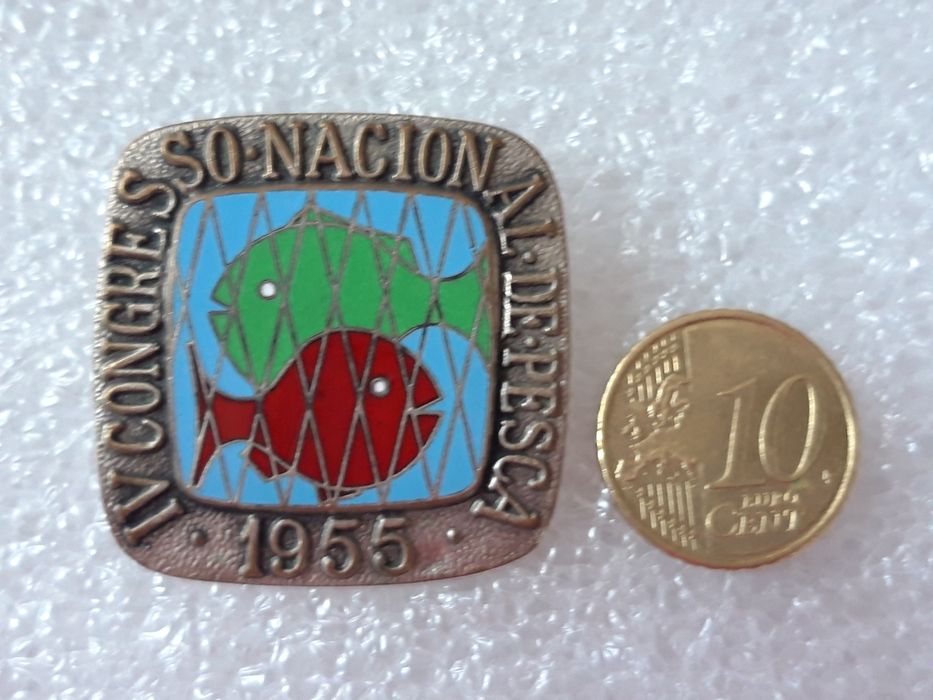 IV CONGRESSO·NACIONAL·DE·PESCA
· 1955 ·
10
EURO
CENT